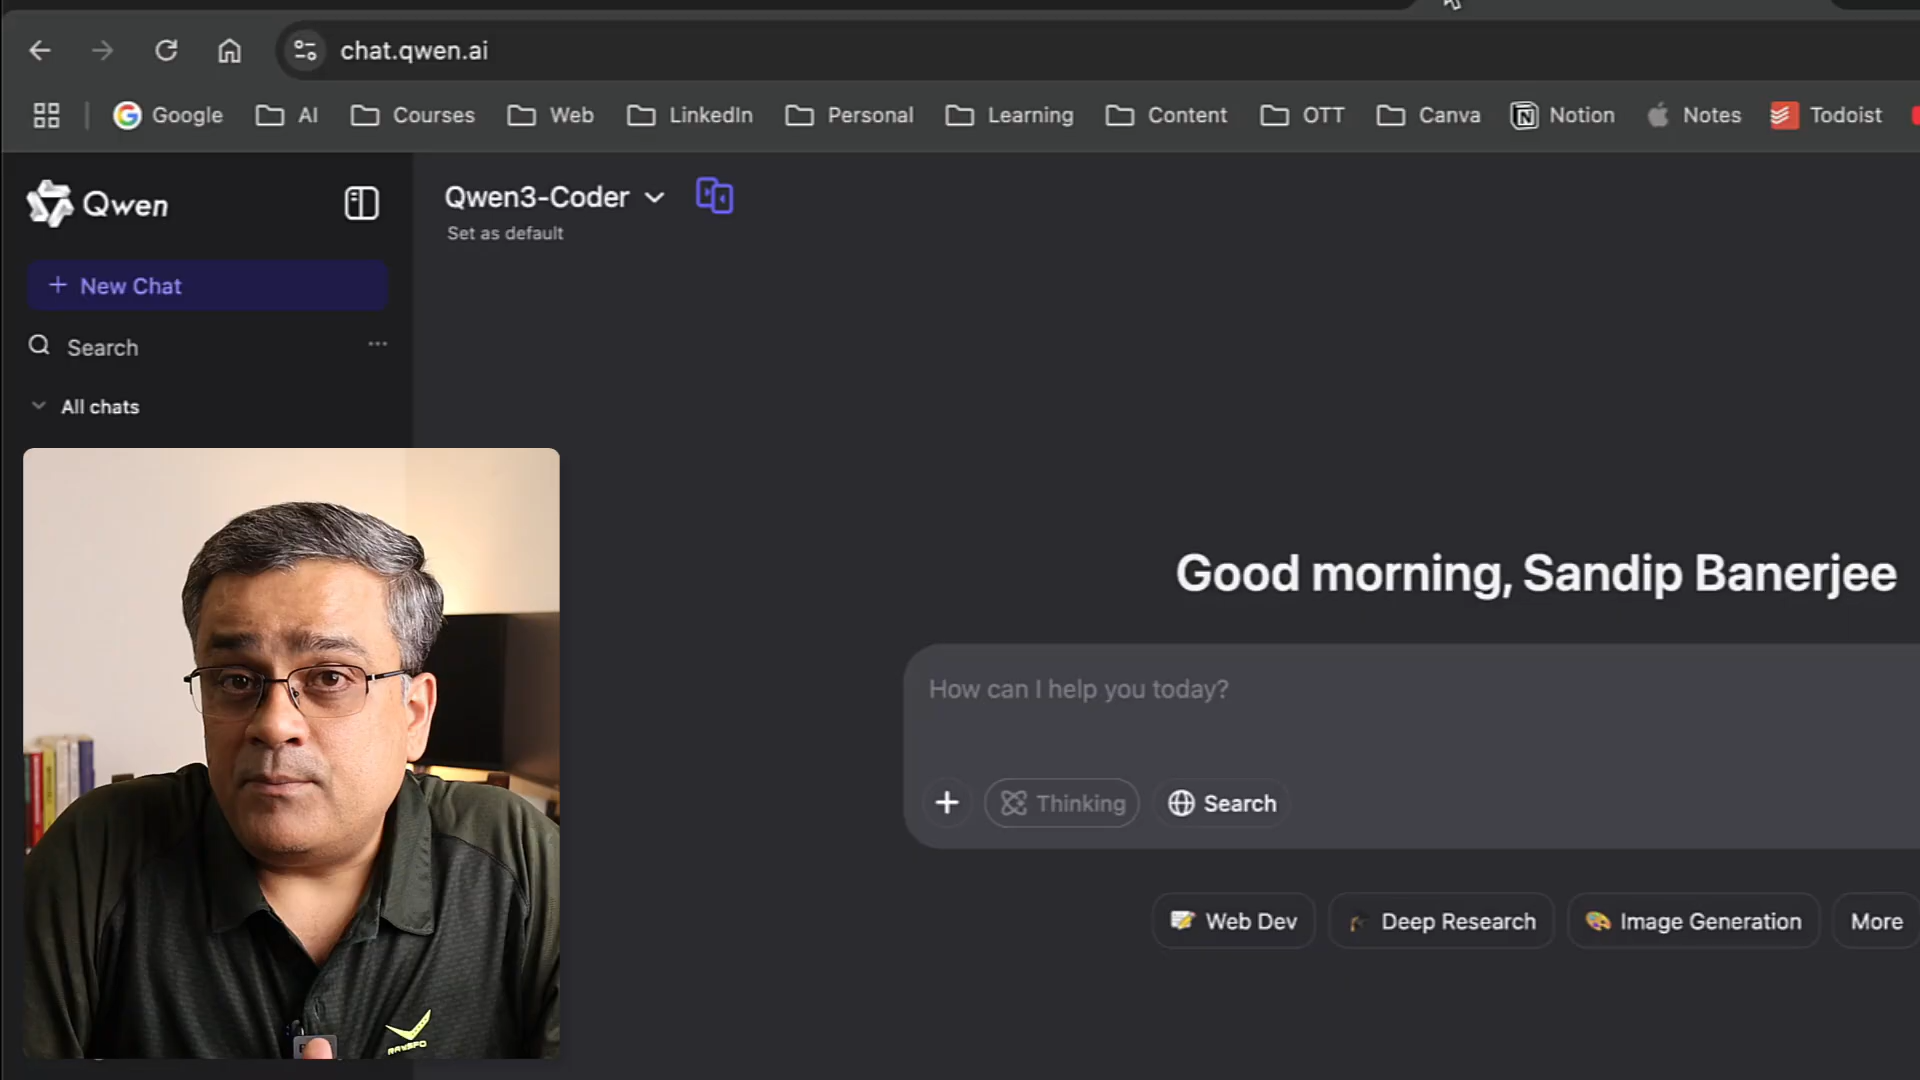 chat.qwen.ai
Google AI Courses Web LinkedIn Personal Learning Content OTT Canva Notion Notes Todoist
Qwen
Qwen3-Coder
Set as default
+ New Chat
Search
All chats
Good morning, Sandip Banerjee
How can I help you today?
Thinking Search
Web Dev Deep Research Image Generation More